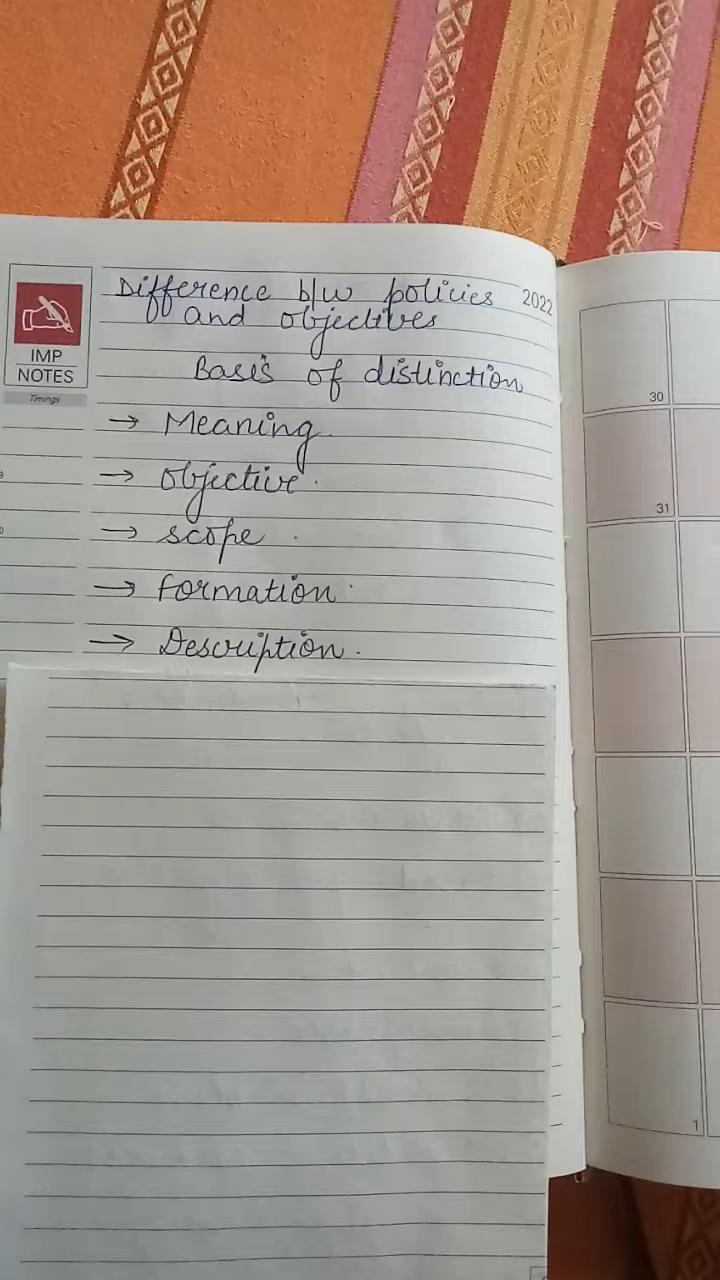 Difference b/w policies 2022
and objectives
IMP
NOTES
Timings
Basis of distinction
→ Meaning.
→ objective.
→ scope.
→ formation.
→ Description.
30
31
1